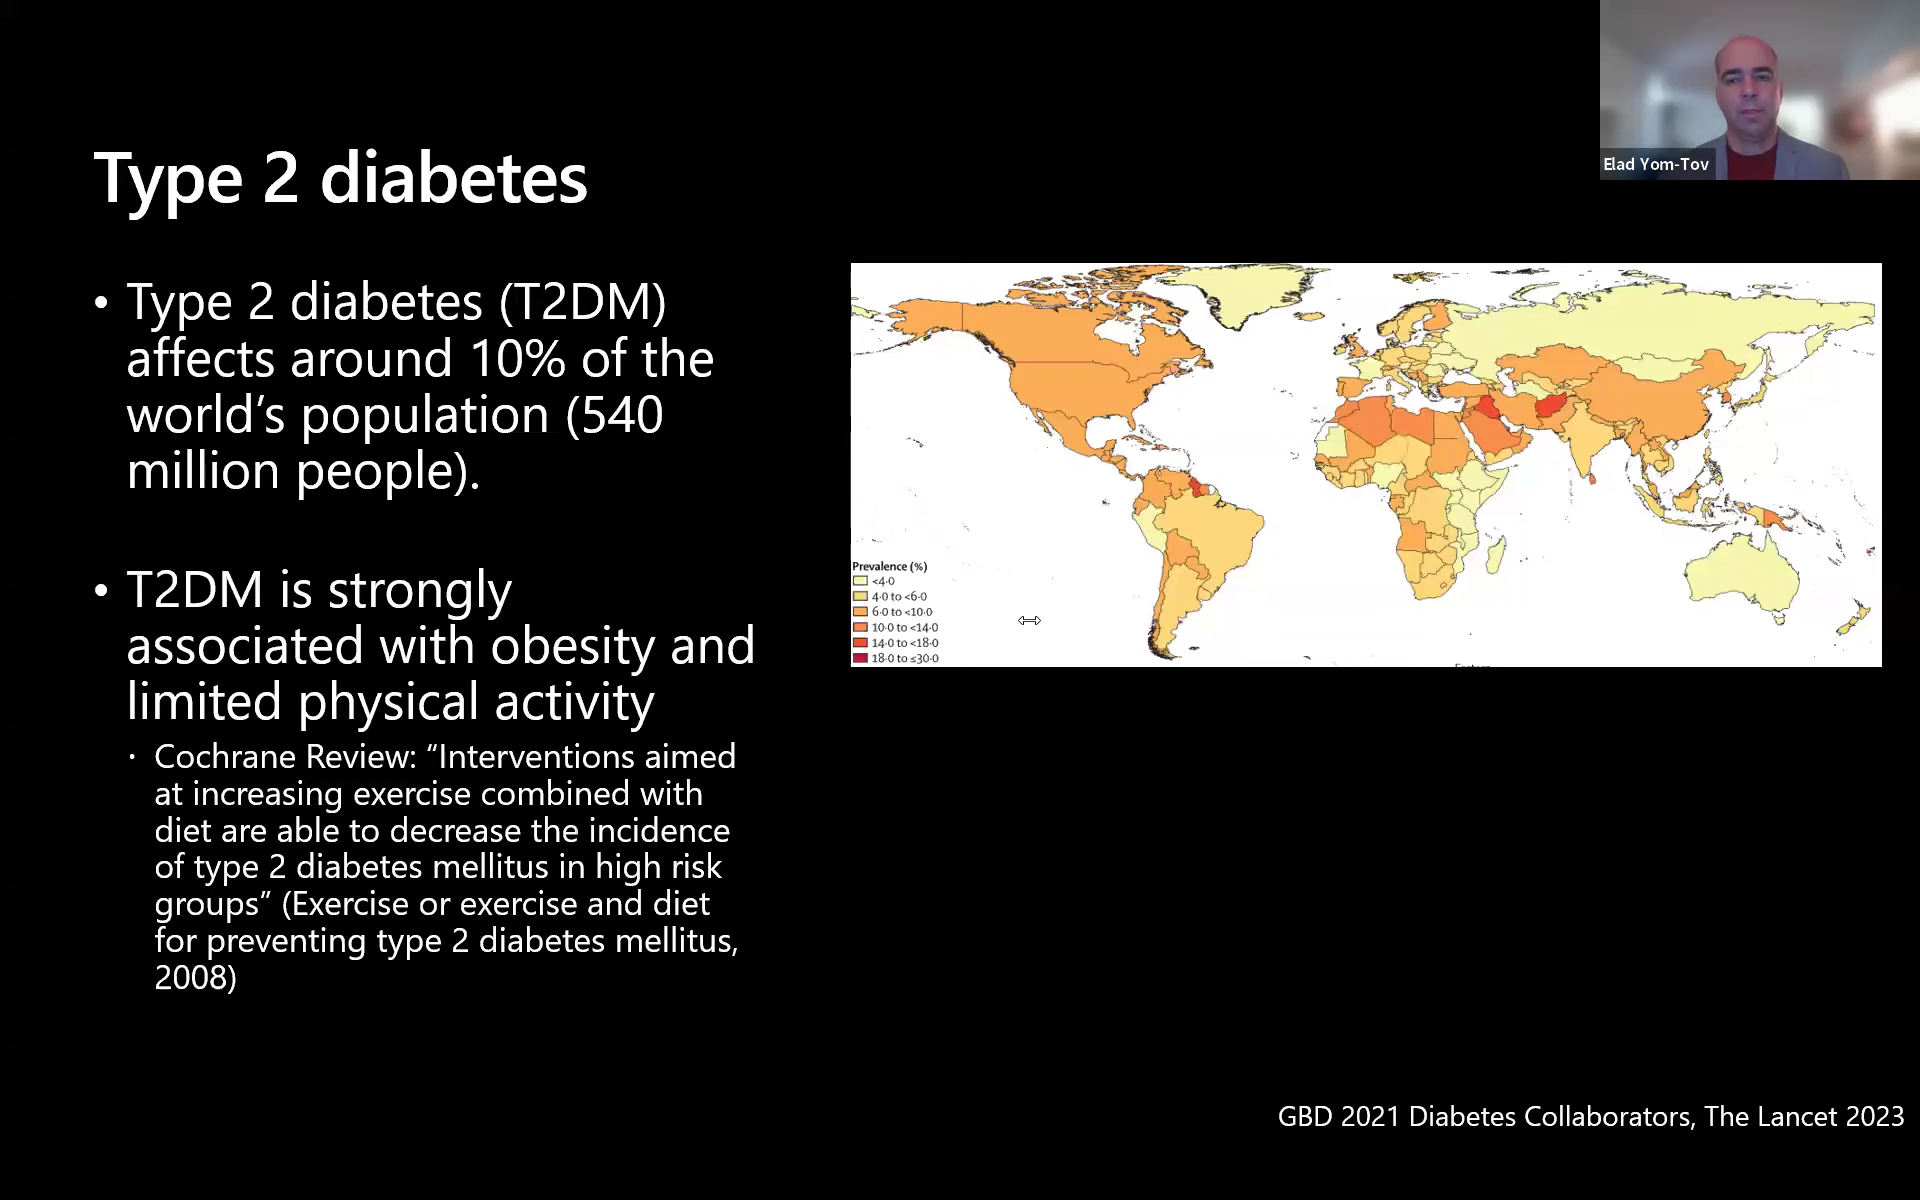 Elad Yom-Tov
Type 2 diabetes
• Type 2 diabetes (T2DM)
affects around 10% of the
world’s population (540
million people).
• T2DM is strongly
associated with obesity and
limited physical activity
• Cochrane Review: “Interventions aimed
at increasing exercise combined with
diet are able to decrease the incidence
of type 2 diabetes mellitus in high risk
groups” (Exercise or exercise and diet
for preventing type 2 diabetes mellitus,
2008)
Prevalence (%)
<4·0
4·0 to <6·0
6·0 to <10·0
10·0 to <14·0
14·0 to <18·0
18·0 to ≤30·0
GBD 2021 Diabetes Collaborators, The Lancet 2023